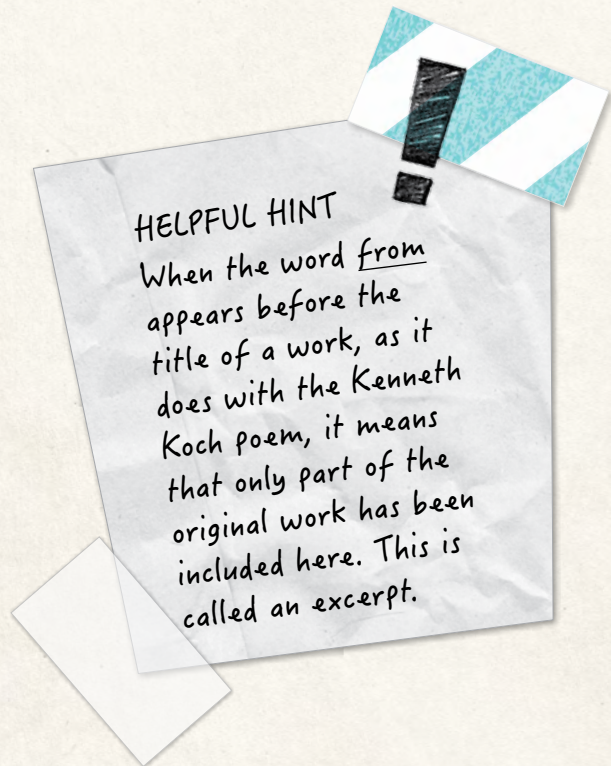 HELPFUL HINT
When the word from
appears before the
title of a work, as it
does with the Kenneth
Koch poem, it means
that only part of the
original work has been
included here. This is
called an excerpt.